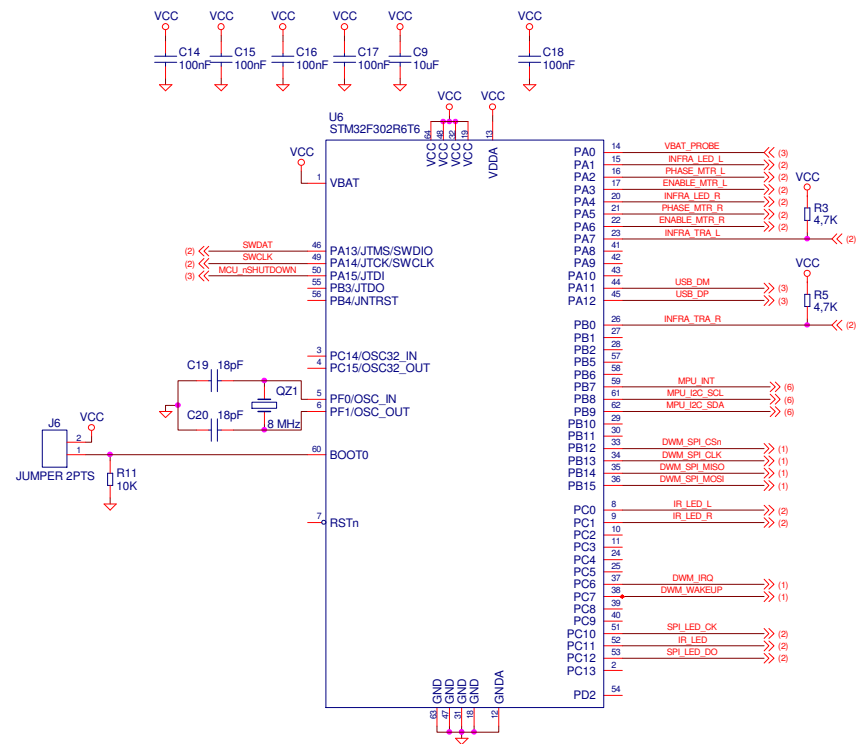 VCC VCC VCC VCC VCC VCC
C14 C15 C16 C17 C9 C18
100nF 100nF 100nF 100nF 10uF 100nF
VCC VCC
U6
STM32F302R6T6
64 48 32 19 13
VCC VCC VCC VCC VDDA
VCC
1 VBAT
(2) SWDAT 46 PA13/JTMS/SWDIO
(2) SWCLK 49 PA14/JTCK/SWCLK
(3) MCU_nSHUTDOWN 50 PA15/JTDI
55 PB3/JTDO
56 PB4/JNTRST
3 PC14/OSC32_IN
4 PC15/OSC32_OUT
C19 18pF
5 PF0/OSC_IN
QZ1
6 PF1/OSC_OUT
C20 18pF
8 MHz
J6
VCC
2
1
JUMPER 2PTS
60 BOOT0
R11
10K
7 RSTn
PA0 14 VBAT_PROBE (3)
PA1 15 INFRA_LED_L (2)
PA2 16 PHASE_MTR_L (2)
PA3 17 ENABLE_MTR_L (2)
PA4 20 INFRA_LED_R (2)
PA5 21 PHASE_MTR_R (2)
PA6 22 ENABLE_MTR_R (2)
PA7 23 INFRA_TRA_L (2)
VCC
R3
4,7K
PA8 41
PA9 42
PA10 43
PA11 44 USB_DM (3)
PA12 45 USB_DP (3)
VCC
R5
4,7K
PB0 26 INFRA_TRA_R (2)
PB1 27
PB2 28
PB5 57
PB6 58
PB7 59 MPU_INT (6)
PB8 61 MPU_I2C_SCL (6)
PB9 62 MPU_I2C_SDA (6)
PB10 29
PB11 30
PB12 33 DWM_SPI_CSn (1)
PB13 34 DWM_SPI_CLK (1)
PB14 35 DWM_SPI_MISO (1)
PB15 36 DWM_SPI_MOSI (1)
PC0 8 IR_LED_L (2)
PC1 9 IR_LED_R (2)
PC2 10
PC3 11
PC4 24
PC5 25
PC6 37 DWM_IRQ (1)
PC7 38 DWM_WAKEUP (1)
PC8 39
PC9 40
PC10 51 SPI_LED_CK (2)
PC11 52 IR_LED (2)
PC12 53 SPI_LED_DO (2)
PC13 2
PD2 54
GND GND GND GND GNDA
63 47 31 18 12